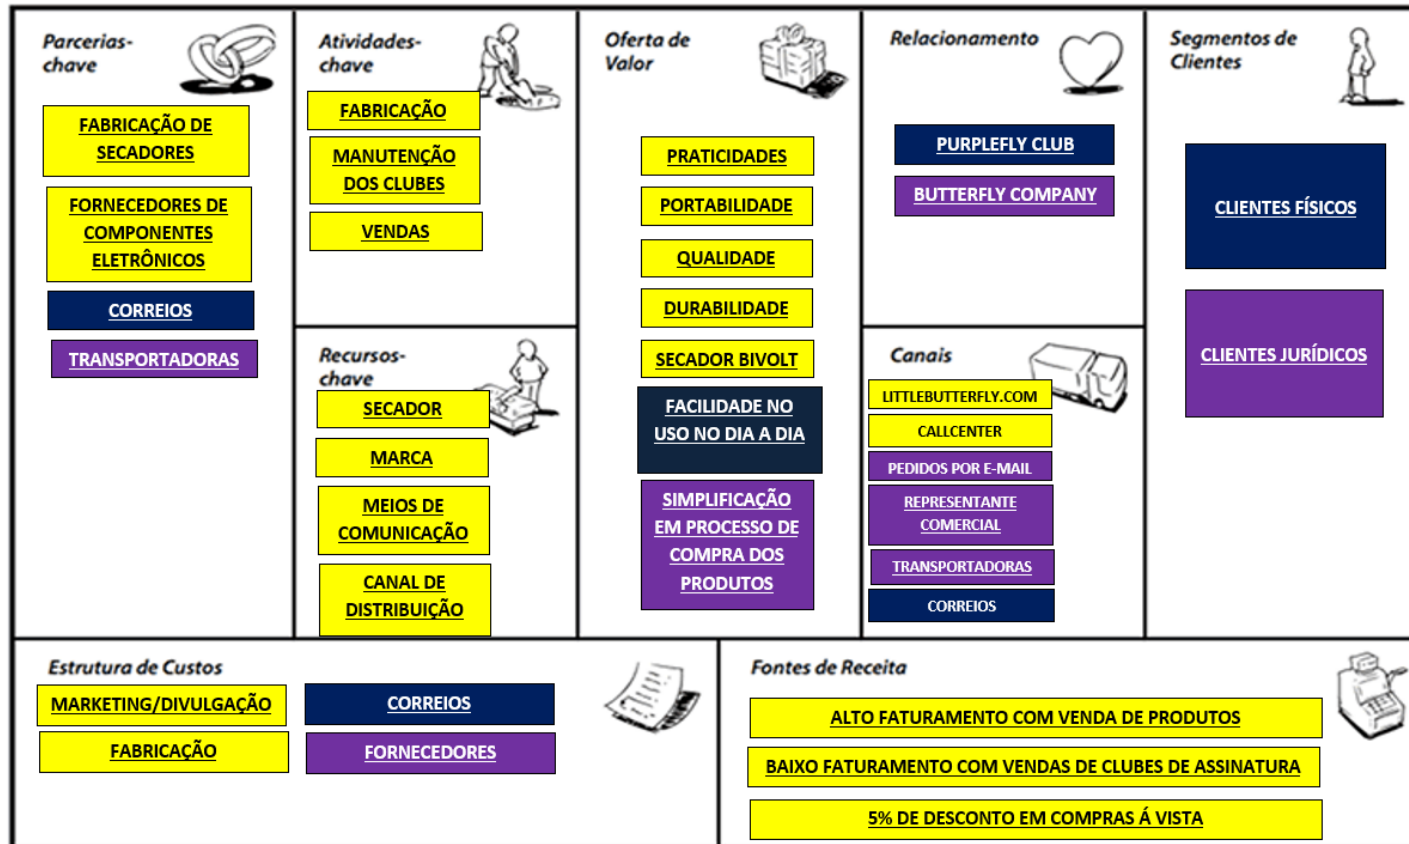 Parcerias-
chave
FABRICAÇÃO DE
SECADORES
FORNECEDORES DE
COMPONENTES
ELETRÔNICOS
CORREIOS
TRANSPORTADORAS
Atividades-
chave
FABRICAÇÃO
MANUTENÇÃO
DOS CLUBES
VENDAS
Recursos-
chave
SECADOR
MARCA
MEIOS DE
COMUNICAÇÃO
CANAL DE
DISTRIBUIÇÃO
Oferta de
Valor
PRATICIDADES
PORTABILIDADE
QUALIDADE
DURABILIDADE
SECADOR BIVOLT
FACILIDADE NO
USO NO DIA A DIA
SIMPLIFICAÇÃO
EM PROCESSO DE
COMPRA DOS
PRODUTOS
Relacionamento
PURPLEFLY CLUB
BUTTERFLY COMPANY
Canais
LITTLEBUTTERFLY.COM
CALLCENTER
PEDIDOS POR E-MAIL
REPRESENTANTE
COMERCIAL
TRANSPORTADORAS
CORREIOS
Segmentos de
Clientes
CLIENTES FÍSICOS
CLIENTES JURÍDICOS
Estrutura de Custos
MARKETING/DIVULGAÇÃO
FABRICAÇÃO
CORREIOS
FORNECEDORES
Fontes de Receita
ALTO FATURAMENTO COM VENDA DE PRODUTOS
BAIXO FATURAMENTO COM VENDAS DE CLUBES DE ASSINATURA
5% DE DESCONTO EM COMPRAS Á VISTA